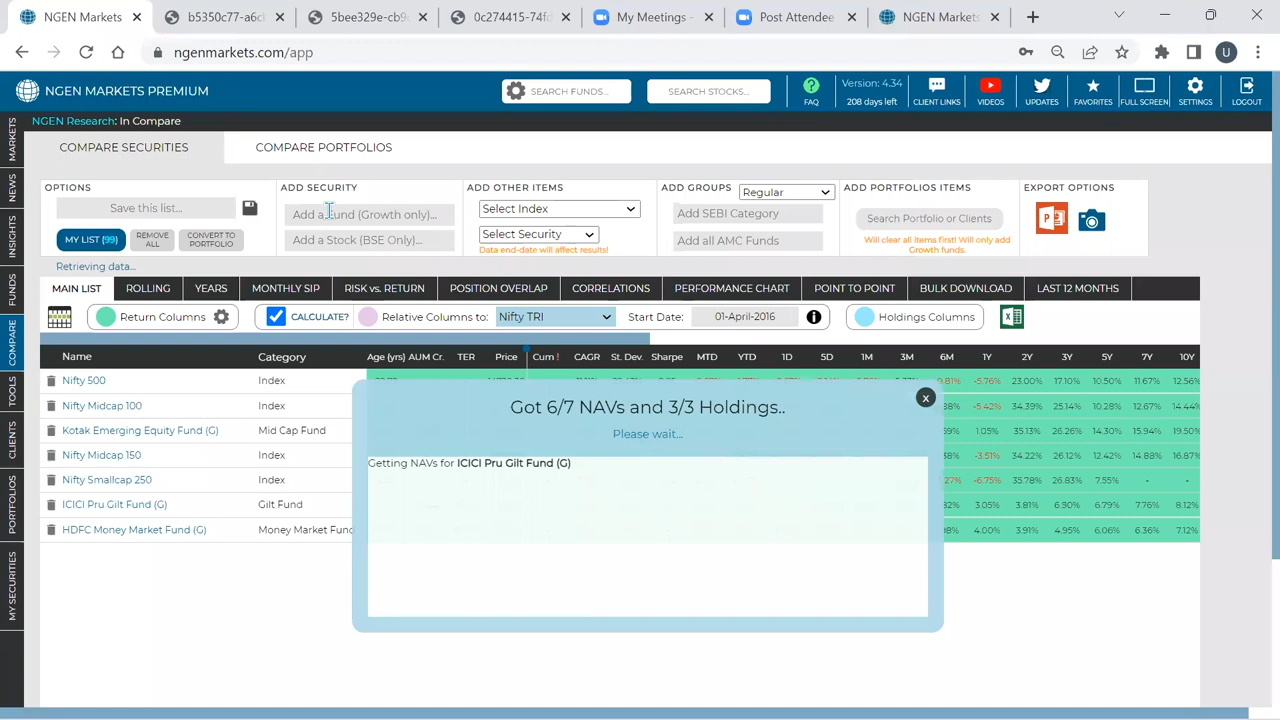 NGEN Markets
b5350c77-a6c
5bee329e-cb9
0c274415-74fd
My Meetings -
Post Attendee
NGEN Markets
ngenmarkets.com/app
U
NGEN MARKETS PREMIUM
SEARCH FUNDS...
SEARCH STOCKS...
FAQ
Version: 4.34
208 days left
CLIENT LINKS
VIDEOS
UPDATES
FAVORITES
FULL SCREEN
SETTINGS
LOGOUT
NGEN Research: In Compare
MARKETS
NEWS
INSIGHTS
FUNDS
COMPARE
TOOLS
CLIENTS
PORTFOLIOS
MY SECURITIES
COMPARE SECURITIES
COMPARE PORTFOLIOS
OPTIONS
Save this list...
MY LIST (99)
REMOVE ALL
CONVERT TO PORTFOLIO
Retrieving data...
ADD SECURITY
Add a Fund (Growth only)...
Add a Stock (BSE Only)...
ADD OTHER ITEMS
Select Index
Select Security
Data end-date will affect results!
ADD GROUPS
Regular
Add SEBI Category
Add all AMC Funds
ADD PORTFOLIOS ITEMS
Search Portfolio or Clients
Will clear all items first! Will only add
Growth funds.
EXPORT OPTIONS
MAIN LIST ROLLING YEARS MONTHLY SIP RISK vs. RETURN POSITION OVERLAP CORRELATIONS PERFORMANCE CHART POINT TO POINT BULK DOWNLOAD LAST 12 MONTHS
Return Columns CALCULATE? Relative Columns to: Nifty TRI Start Date: 01-April-2016 Holdings Columns
Name Category Age (yrs) AUM Cr. TER Price Cum ! CAGR St. Dev. Sharpe MTD YTD 1D 5D 1M 3M 6M 1Y 2Y 3Y 5Y 7Y 10Y
Nifty 500 Index -5.76% 23.00% 17.10% 10.50% 11.67% 12.56%
Nifty Midcap 100 Index -5.42% 34.39% 25.14% 10.28% 12.67% 14.44%
Kotak Emerging Equity Fund (G) Mid Cap Fund 1.05% 35.13% 26.26% 14.30% 15.94% 19.50%
Nifty Midcap 150 Index -3.51% 34.22% 26.12% 12.42% 14.88% 16.87%
Nifty Smallcap 250 Index -6.75% 35.78% 26.83% 7.55% - -
ICICI Pru Gilt Fund (G) Gilt Fund 3.05% 3.81% 6.90% 6.79% 7.76% 8.12%
HDFC Money Market Fund (G) Money Market Fund 4.00% 3.91% 4.95% 6.06% 6.36% 7.12%
Got 6/7 NAVs and 3/3 Holdings..
x
Please wait...
Getting NAVs for ICICI Pru Gilt Fund (G)